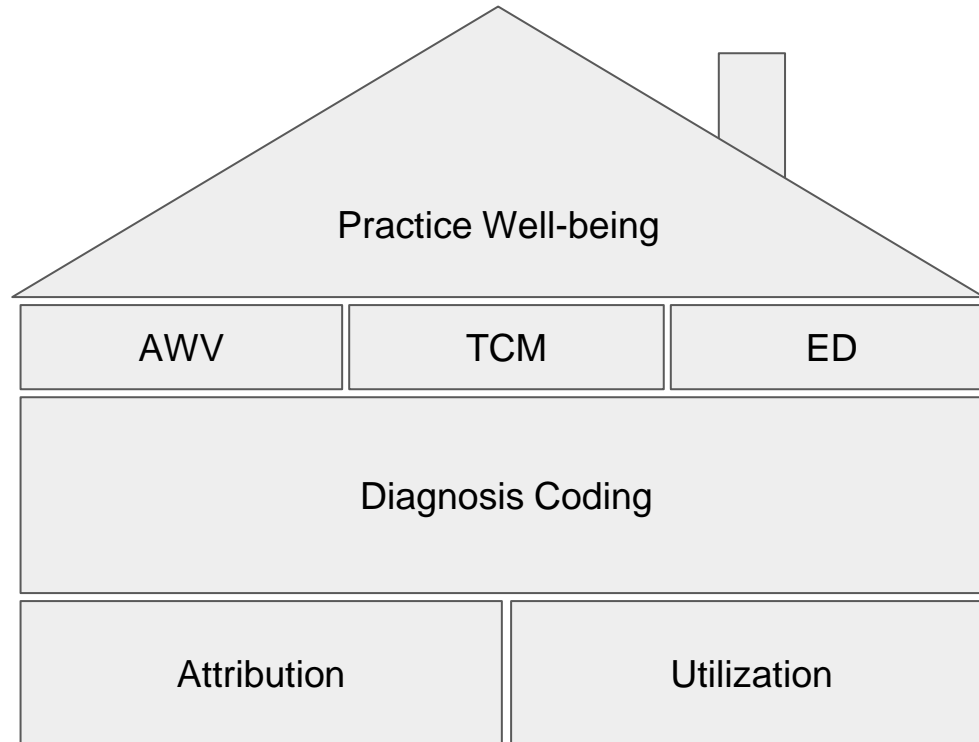 Practice Well-being
AWV
TCM
ED
Diagnosis Coding
Attribution
Utilization